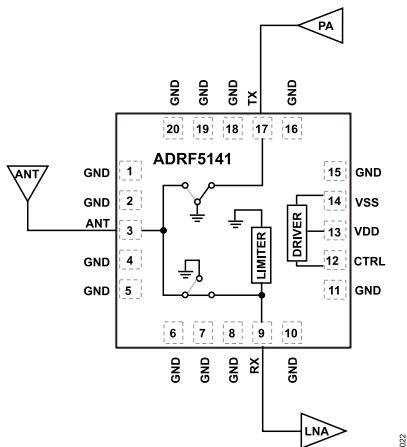 PA
GND
GND
GND
TX
GND
20
19
18
17
16
ADRF5141
ANT
GND
1
GND
2
ANT
3
GND
4
GND
5
15
GND
14
VSS
13
VDD
12
CTRL
11
GND
DRIVER
LIMITER
6
7
8
9
10
GND
GND
GND
RX
GND
LNA
022